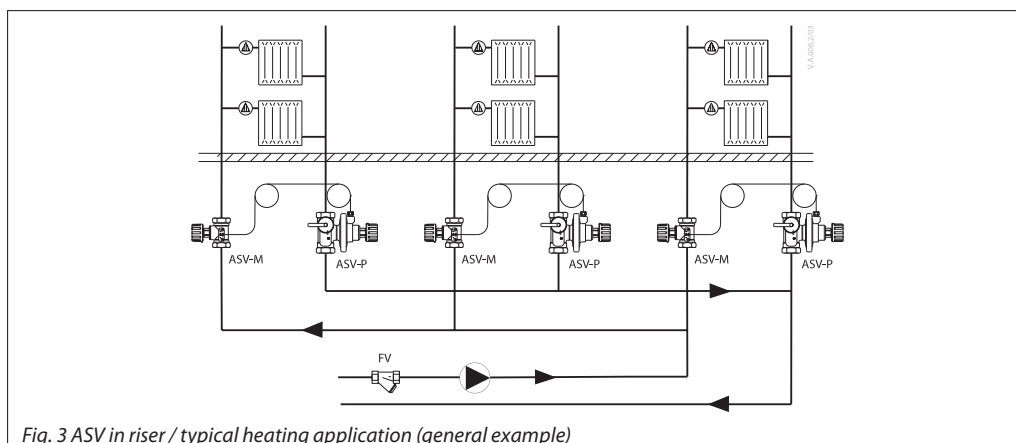 V.A.008.2/03
ASV-M
ASV-P
ASV-M
ASV-P
ASV-M
ASV-P
FV
Fig. 3 ASV in riser / typical heating application (general example)